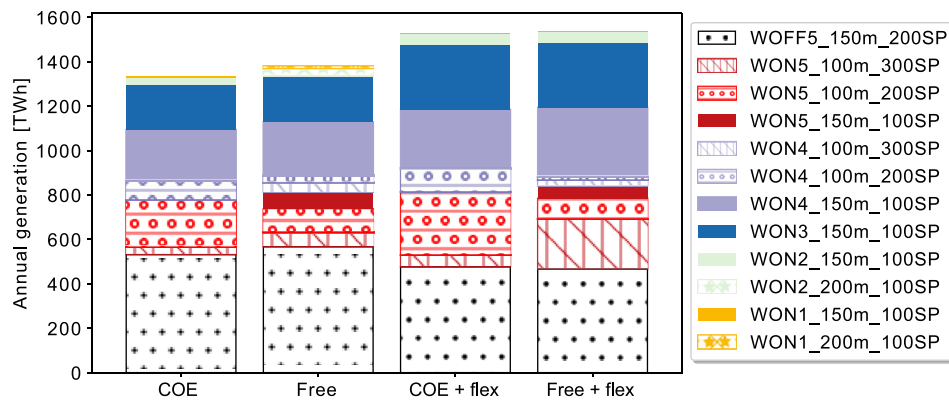 Annual generation [TWh]
1600
1400
1200
1000
800
600
400
200
0
COE
Free
COE + flex
Free + flex
WOFF5_150m_200SP
WON5_100m_300SP
WON5_100m_200SP
WON5_150m_100SP
WON4_100m_300SP
WON4_100m_200SP
WON4_150m_100SP
WON3_150m_100SP
WON2_150m_100SP
WON2_200m_100SP
WON1_150m_100SP
WON1_200m_100SP